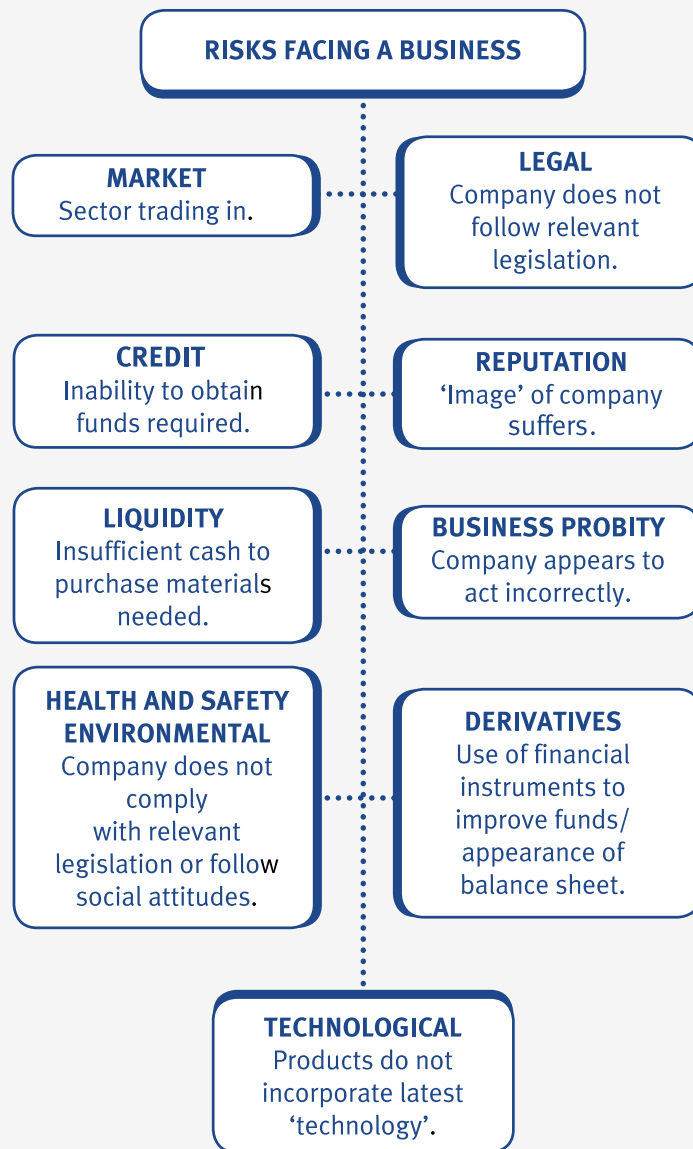 RISKS FACING A BUSINESS
MARKET
Sector trading in.
LEGAL
Company does not
follow relevant
legislation.
CREDIT
Inability to obtain
funds required.
REPUTATION
‘Image’ of company
suffers.
LIQUIDITY
Insufficient cash to
purchase materials
needed.
BUSINESS PROBITY
Company appears to
act incorrectly.
HEALTH AND SAFETY
ENVIRONMENTAL
Company does not
comply
with relevant
legislation or follow
social attitudes.
DERIVATIVES
Use of financial
instruments to
improve funds/
appearance of
balance sheet.
TECHNOLOGICAL
Products do not
incorporate latest
‘technology’.